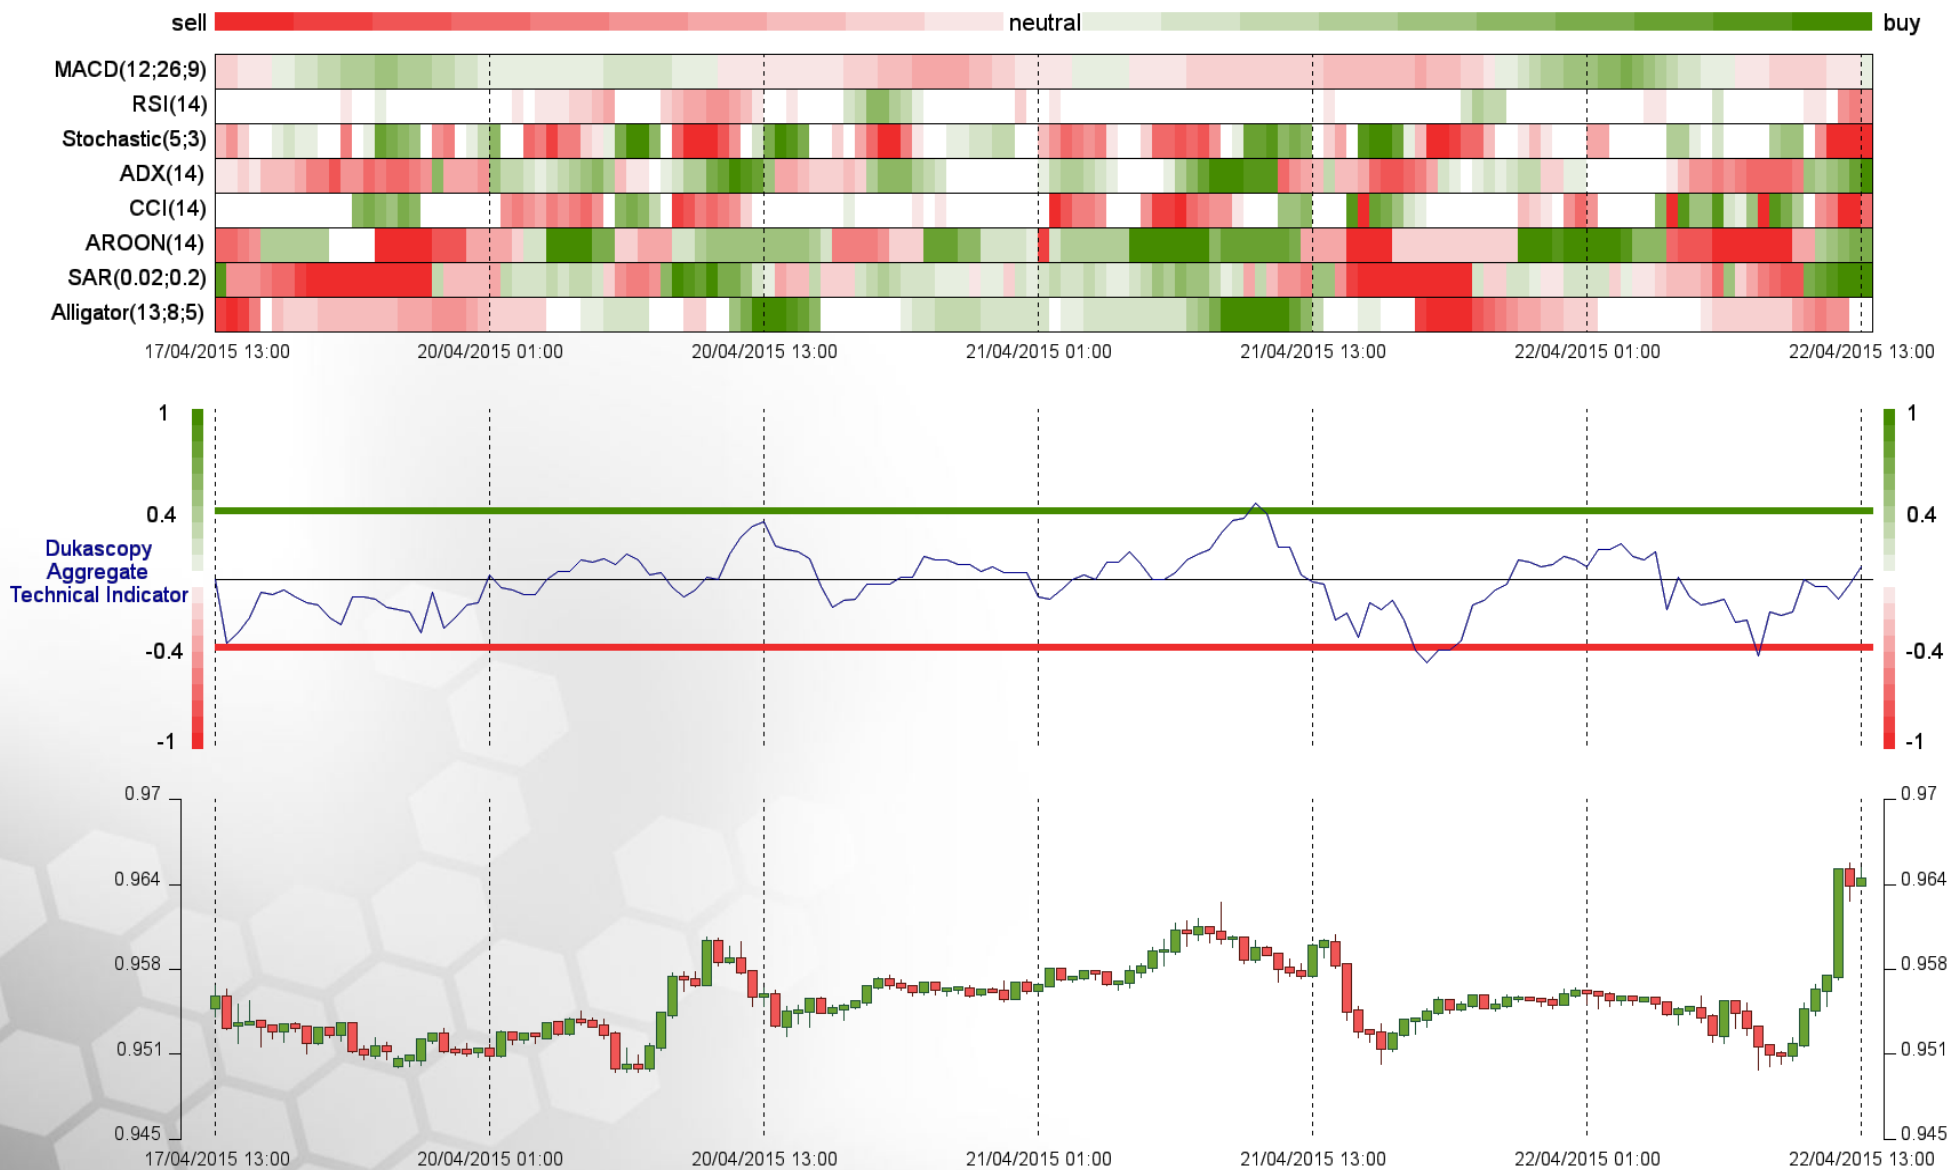 sell neutral buy
MACD(12;26;9)
RSI(14)
Stochastic(5;3)
ADX(14)
CCI(14)
AROON(14)
SAR(0.02;0.2)
Alligator(13;8;5)
17/04/2015 13:00 20/04/2015 01:00 20/04/2015 13:00 21/04/2015 01:00 21/04/2015 13:00 22/04/2015 01:00 22/04/2015 13:00
1 1
0.4 0.4
Dukascopy
Aggregate
Technical Indicator
-0.4 -0.4
-1 -1
0.97 0.97
0.964 0.964
0.958 0.958
0.951 0.951
0.945 0.945
17/04/2015 13:00 20/04/2015 01:00 20/04/2015 13:00 21/04/2015 01:00 21/04/2015 13:00 22/04/2015 01:00 22/04/2015 13:00